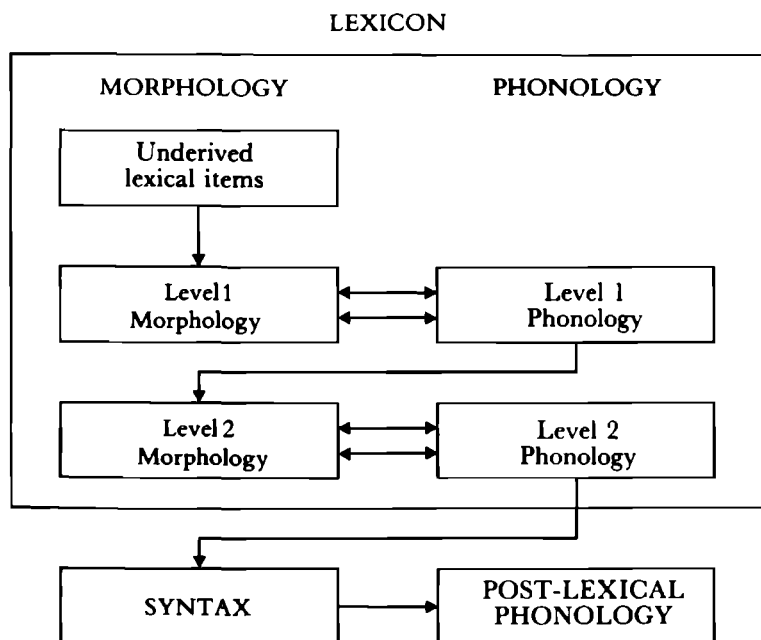 LEXICON
MORPHOLOGY
PHONOLOGY
Underived
lexical items
Level 1
Morphology
Level 1
Phonology
Level 2
Morphology
Level 2
Phonology
SYNTAX
POST-LEXICAL
PHONOLOGY